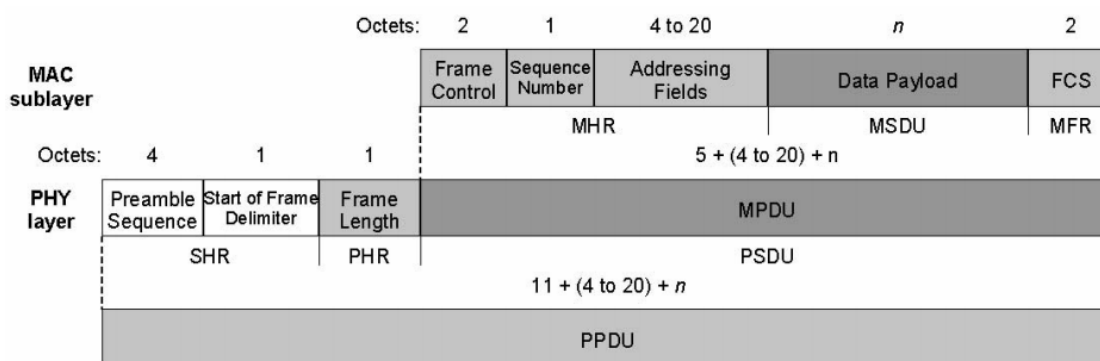 Octets: 2 1 4 to 20 n 2
MAC sublayer
Frame Control
Sequence Number
Addressing Fields
Data Payload
FCS
MHR MSDU MFR
Octets: 4 1 1 5 + (4 to 20) + n
PHY layer
Preamble Sequence
Start of Frame Delimiter
Frame Length
MPDU
SHR PHR PSDU
11 + (4 to 20) + n
PPDU